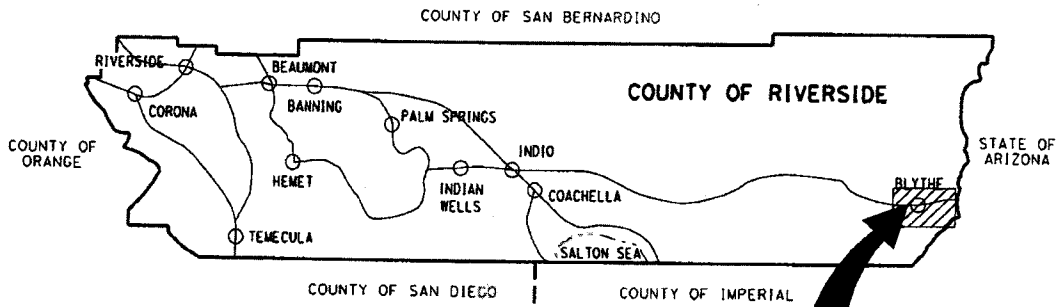 COUNTY OF SAN BERNARDINO
RIVERSIDE
BEAUMONT
COUNTY OF RIVERSIDE
CORONA
BANNING
PALM SPRINGS
COUNTY OF
ORANGE
STATE OF
ARIZONA
INDIO
HEMET
INDIAN
WELLS
COACHELLA
BLYTHE
TEMECULA
SALTON SEA
COUNTY OF SAN DIEGO
COUNTY OF IMPERIAL